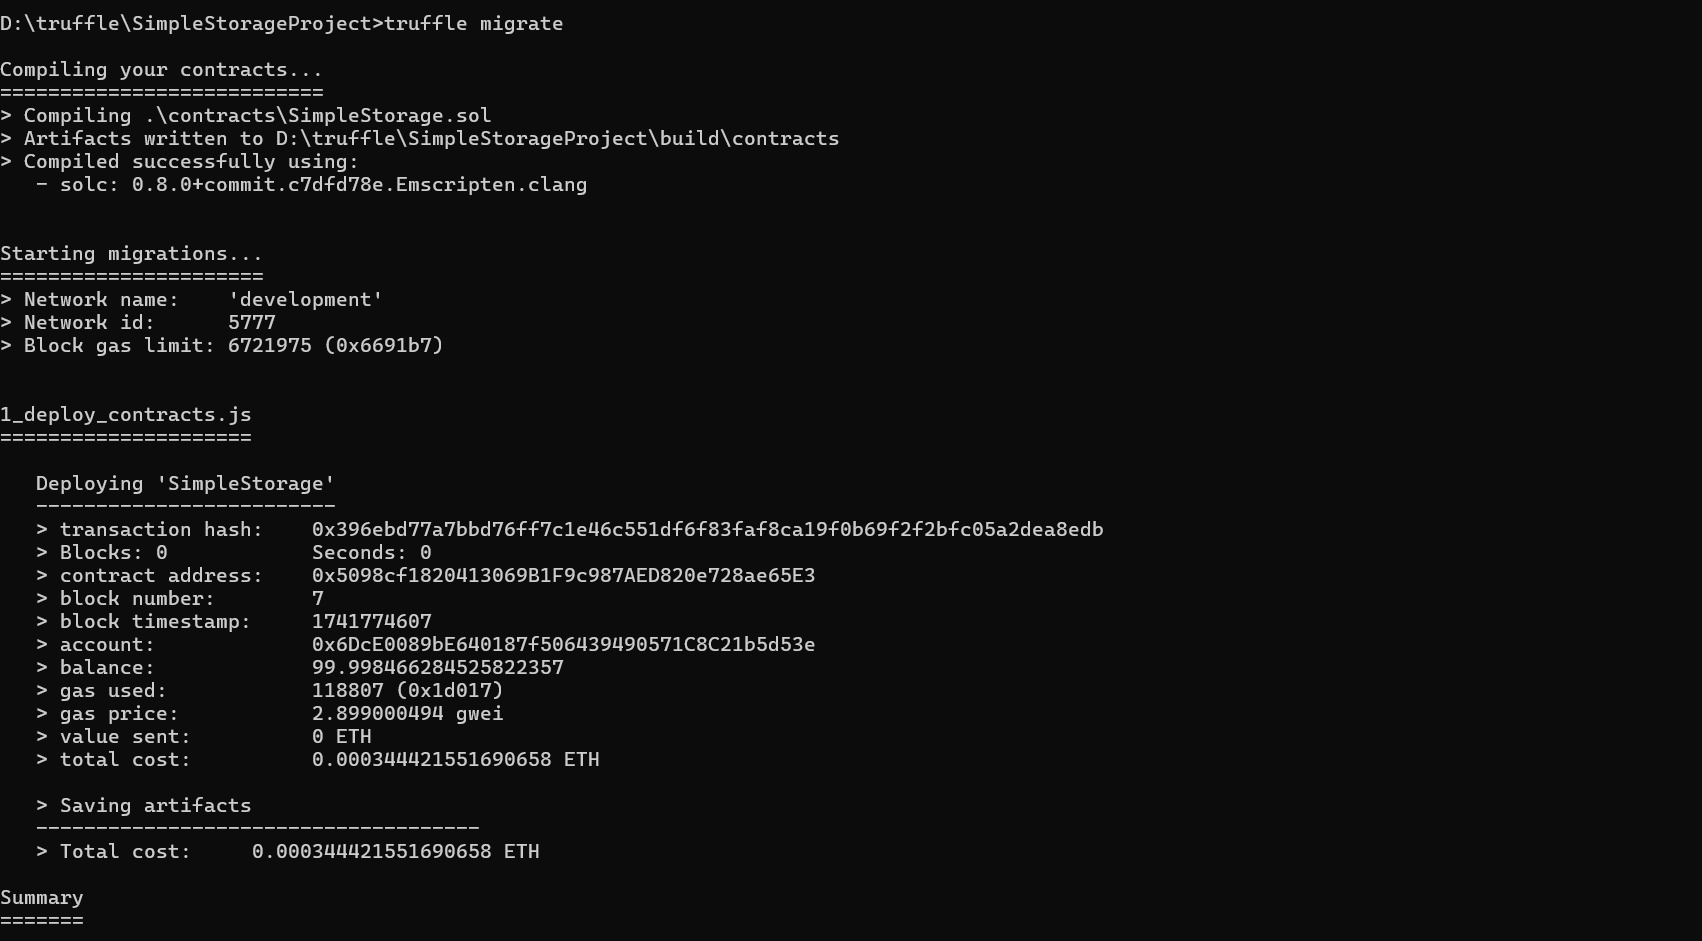 D:\truffle\SimpleStorageProject>truffle migrate
Compiling your contracts...
===========================
> Compiling .\contracts\SimpleStorage.sol
> Artifacts written to D:\truffle\SimpleStorageProject\build\contracts
> Compiled successfully using:
   - solc: 0.8.0+commit.c7dfd78e.Emscripten.clang
Starting migrations...
======================
> Network name:    'development'
> Network id:      5777
> Block gas limit: 6721975 (0x6691b7)
1_deploy_contracts.js
=====================
   Deploying 'SimpleStorage'
   -------------------------
   > transaction hash:    0x396ebd77a7bbd76ff7c1e46c551df6f83faf8ca19f0b69f2f2bfc05a2dea8edb
   > Blocks: 0            Seconds: 0
   > contract address:    0x5098cf1820413069B1F9c987AED820e728ae65E3
   > block number:        7
   > block timestamp:     1741774607
   > account:             0x6DcE0089bE640187f506439490571C8C21b5d53e
   > balance:             99.998466284525822357
   > gas used:            118807 (0x1d017)
   > gas price:           2.899000494 gwei
   > value sent:          0 ETH
   > total cost:          0.000344421551690658 ETH
   > Saving artifacts
   -------------------------------------
   > Total cost:     0.000344421551690658 ETH
Summary
=======